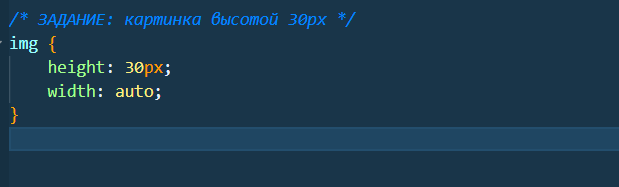 /* ЗАДАНИЕ: картинка высотой 30px */
img {
    height: 30px;
    width: auto;
}